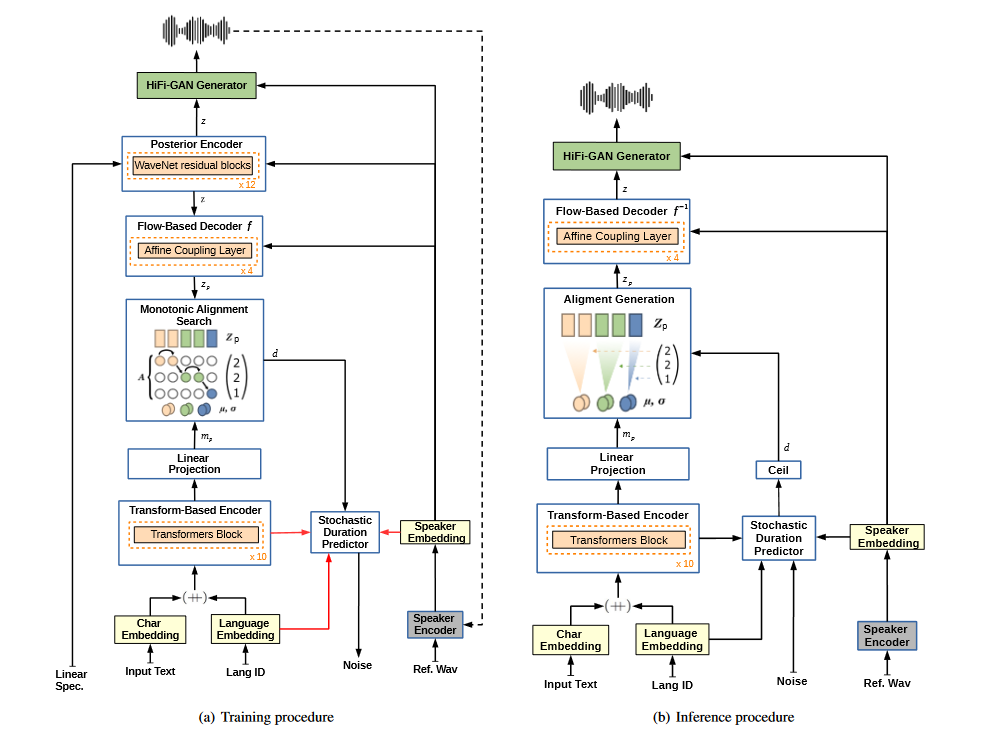 HiFi-GAN Generator
z
Posterior Encoder
WaveNet residual blocks
x 12
z
Flow-Based Decoder f
Affine Coupling Layer
x 4
z_p
Monotonic Alignment
Search
Z_p
A
2
2
1
μ, σ
d
m_p
Linear
Projection
Transform-Based Encoder
Transformers Block
x 10
Stochastic
Duration
Predictor
Speaker
Embedding
(++)
Char
Embedding
Language
Embedding
Speaker
Encoder
Linear
Spec.
Input Text
Lang ID
Noise
Ref. Wav
(a) Training procedure
HiFi-GAN Generator
z
Flow-Based Decoder f⁻¹
Affine Coupling Layer
x 4
z_p
Aligment Generation
Z_p
2
2
1
μ, σ
m_p
d
Linear
Projection
Ceil
Transform-Based Encoder
Transformers Block
x 10
Stochastic
Duration
Predictor
Speaker
Embedding
(++)
Char
Embedding
Language
Embedding
Speaker
Encoder
Input Text
Lang ID
Noise
Ref. Wav
(b) Inference procedure